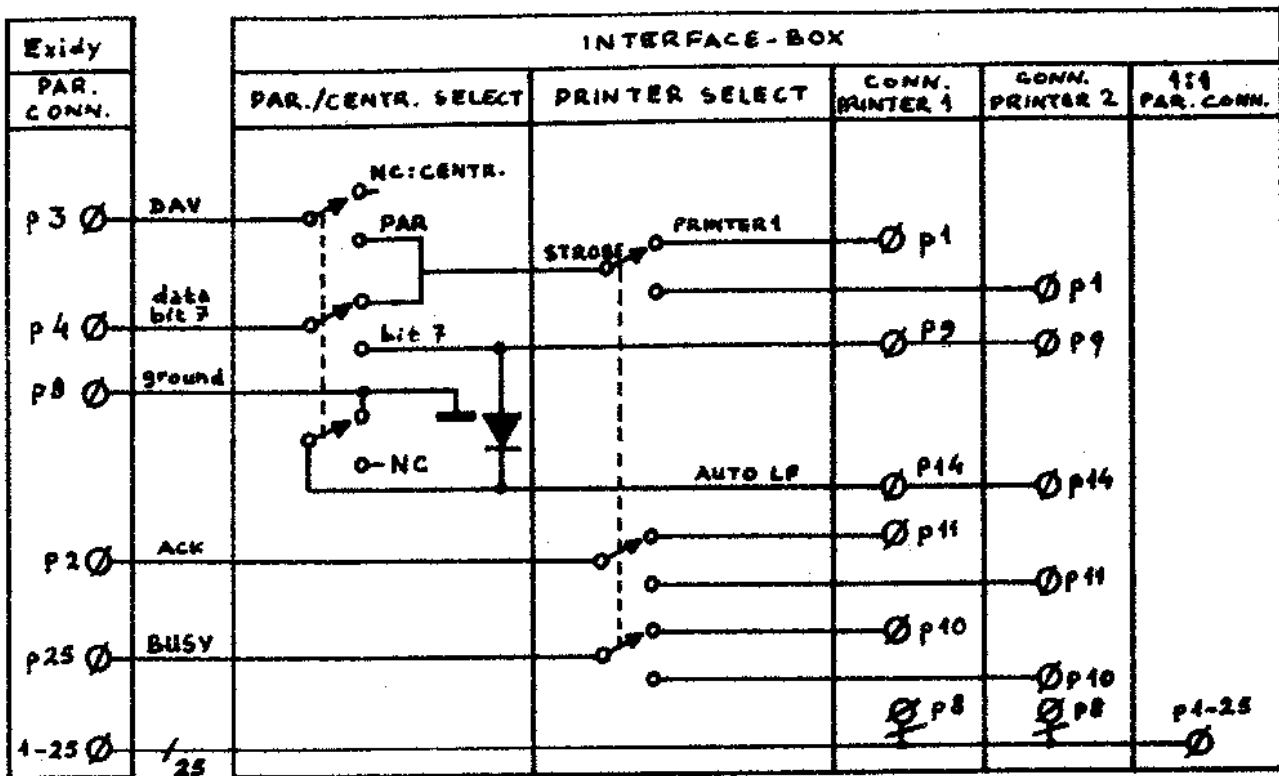 Exidy
INTERFACE-BOX
PAR.
CONN.
PAR./CENTR. SELECT
PRINTER SELECT
CONN.
PRINTER 1
CONN.
PRINTER 2
1:1
PAR. CONN.
NC:CENTR.
p3
DAV
PAR
PRINTER1
STROBE
p1
p1
data
bit 7
p4
bit 7
p9
p9
p8
ground
NC
AUTO LF
p14
p14
p2
ACK
p11
p11
p25
BUSY
p10
p10
p8
p8
p1-25
1-25
/
25